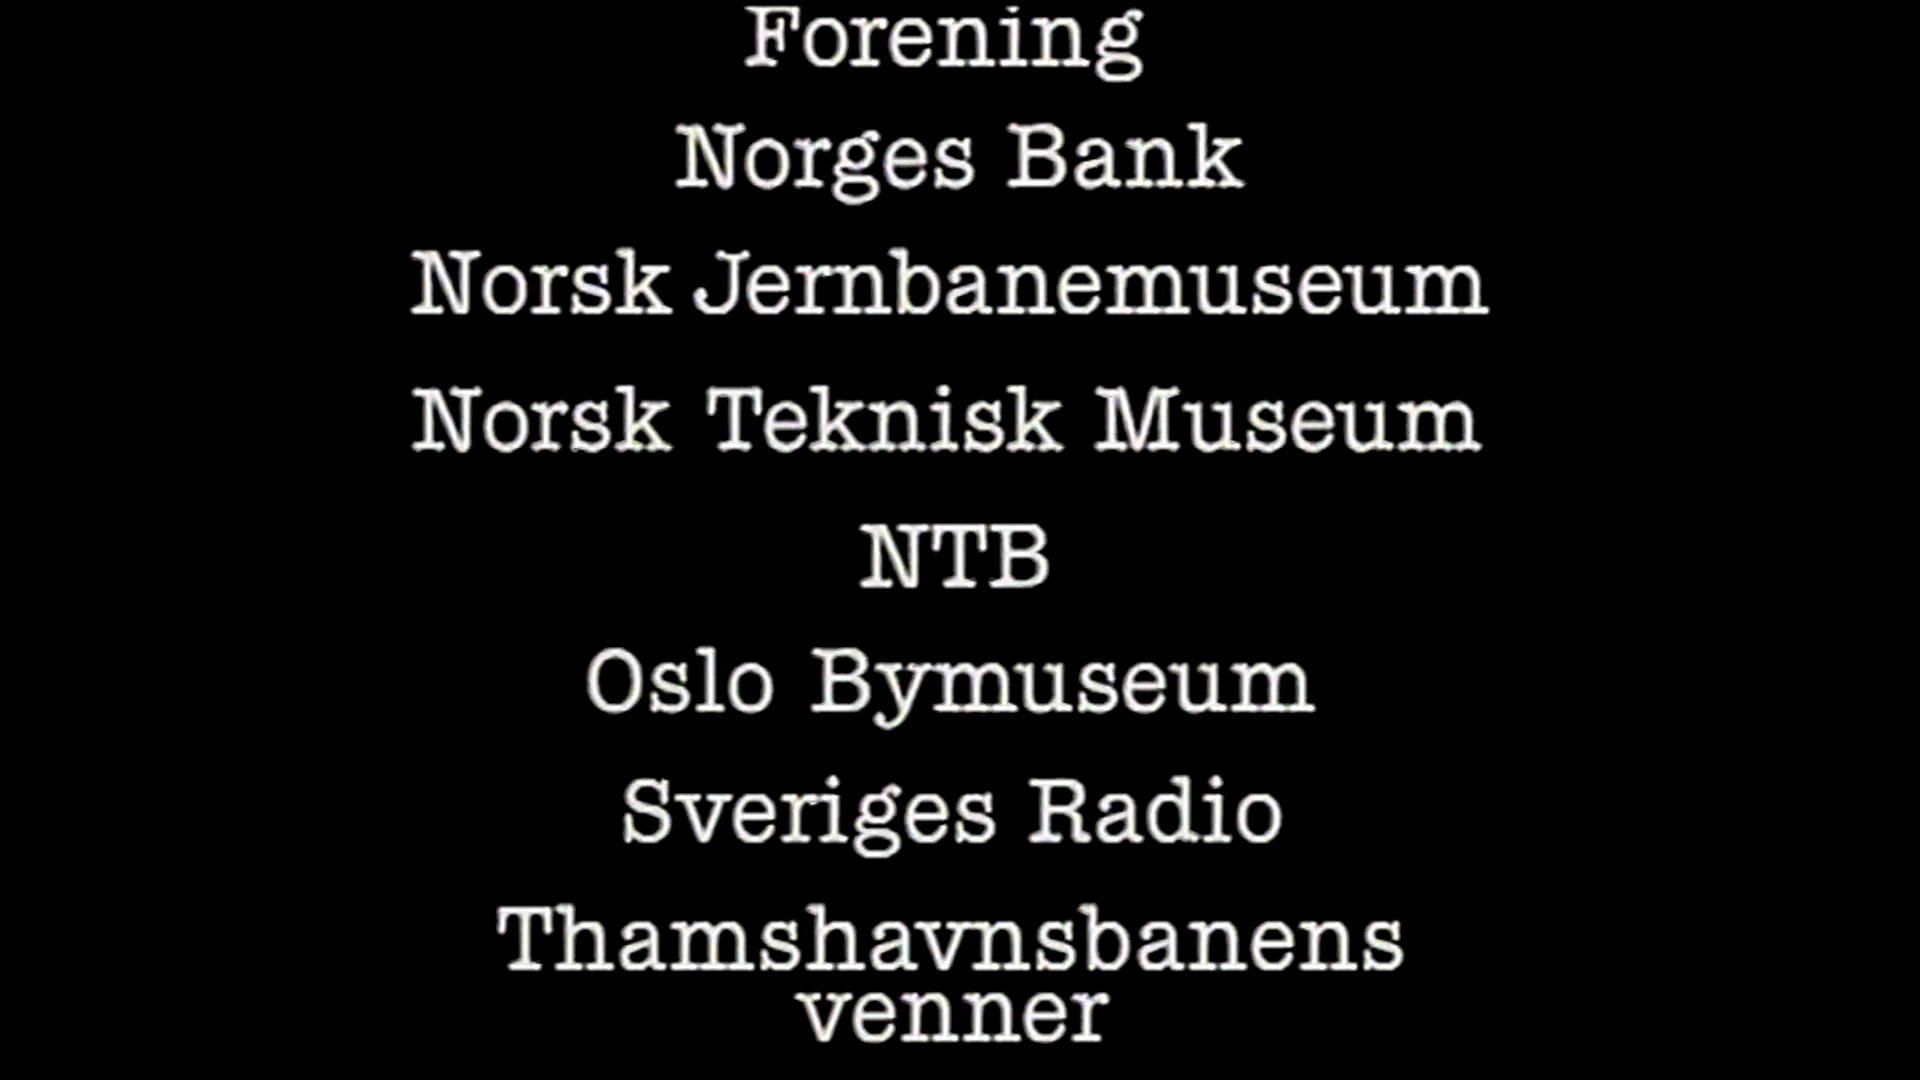 Forening
Norges Bank
Norsk Jernbanemuseum
Norsk Teknisk Museum
NTB
Oslo Bymuseum
Sveriges Radio
Thamshavnsbanens
venner